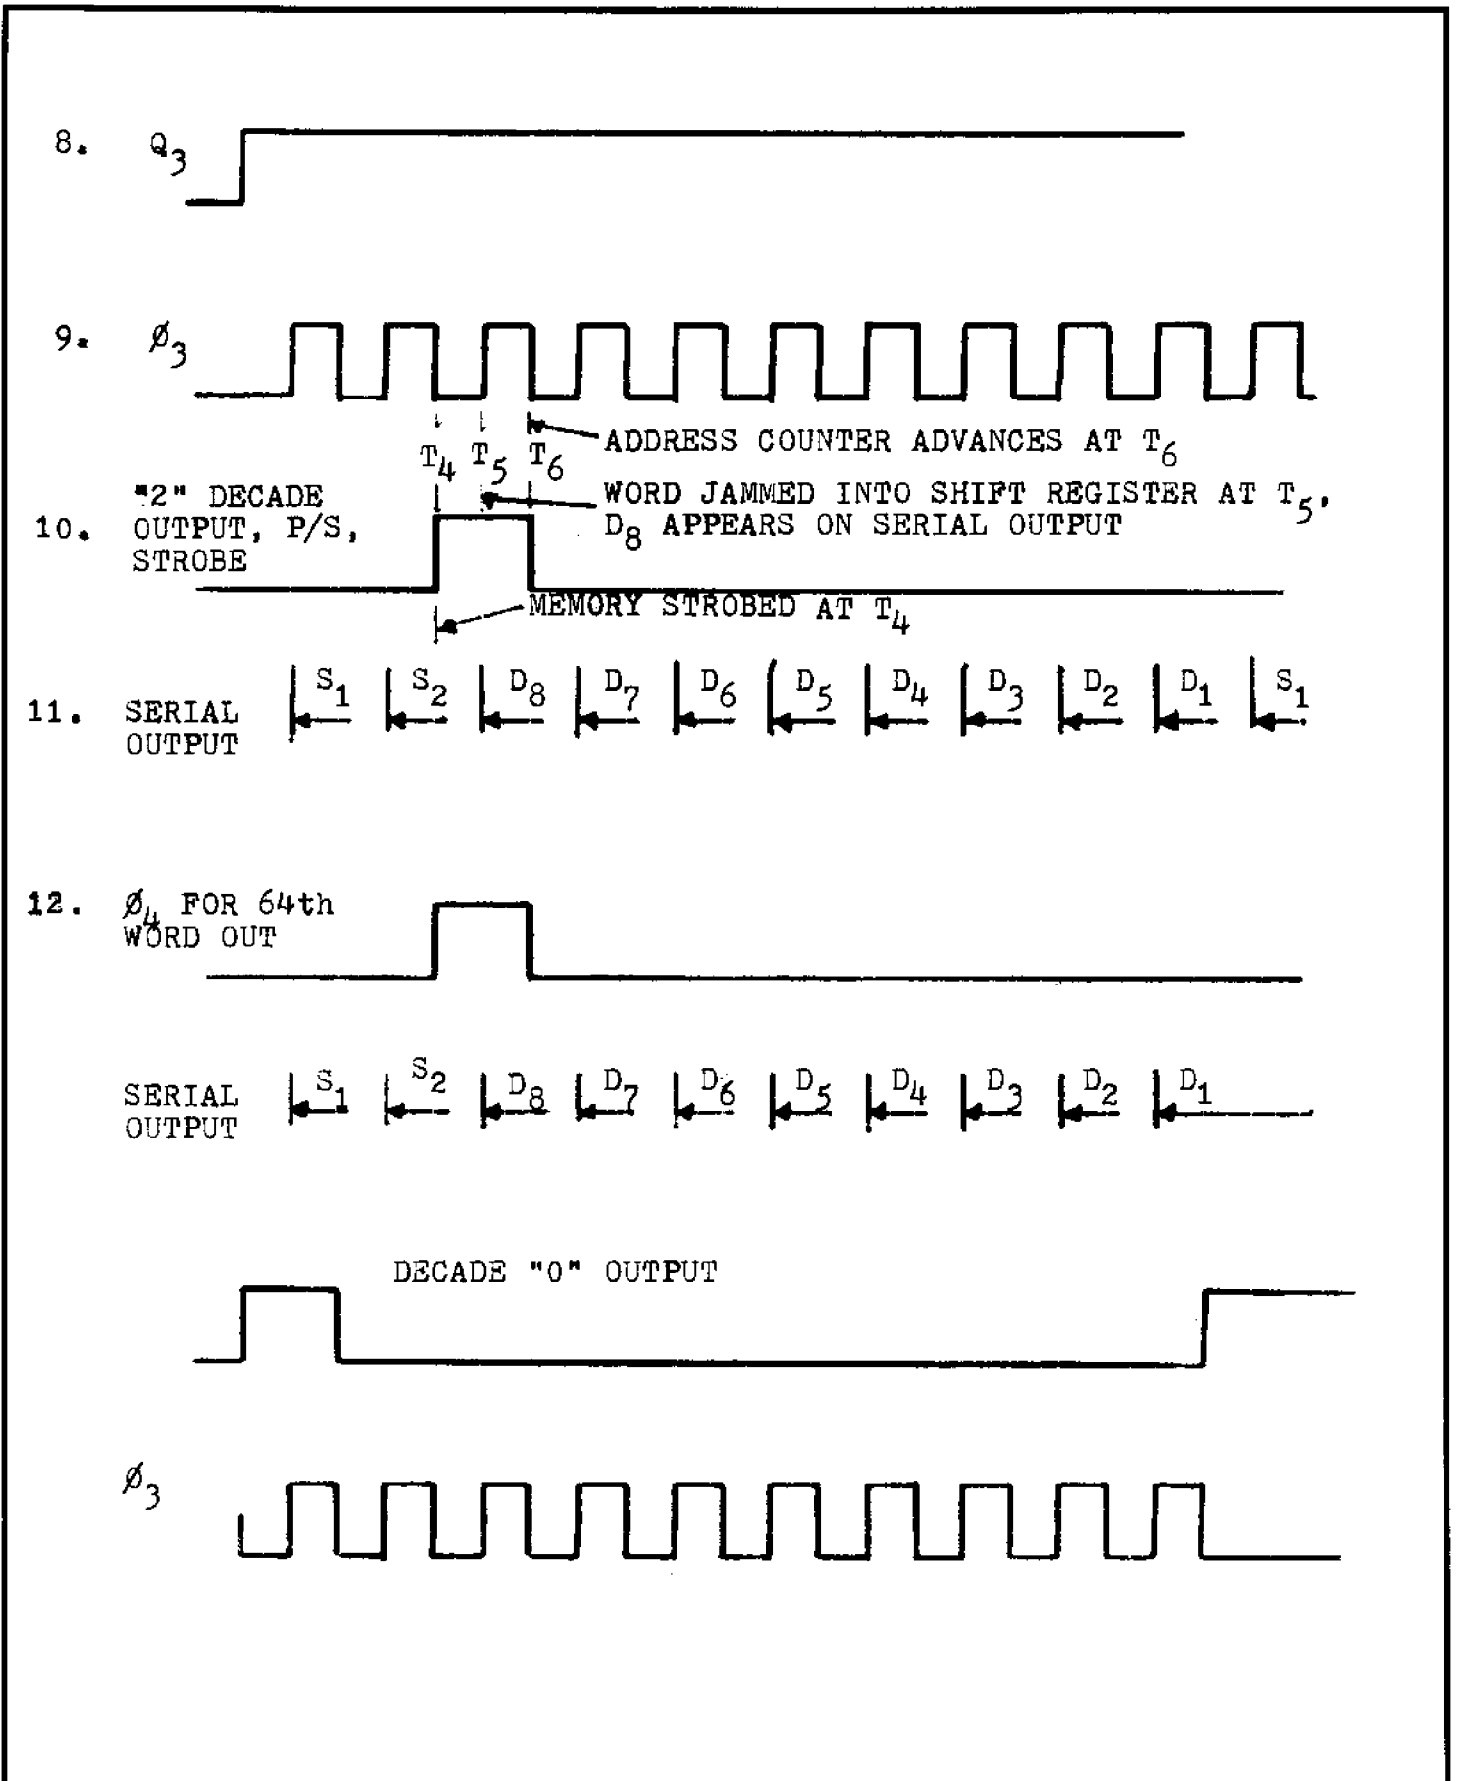 8. Q₃
9. Ø₃
ADDRESS COUNTER ADVANCES AT T₆
T₄ T₅ T₆
WORD JAMMED INTO SHIFT REGISTER AT T₅,
D₈ APPEARS ON SERIAL OUTPUT
10. "2" DECADE
OUTPUT, P/S,
STROBE
MEMORY STROBED AT T₄
S₁ S₂ D₈ D₇ D₆ D₅ D₄ D₃ D₂ D₁ S₁
11. SERIAL
OUTPUT
12. Ø₄ FOR 64th
WORD OUT
S₁ S₂ D₈ D₇ D₆ D₅ D₄ D₃ D₂ D₁
SERIAL
OUTPUT
DECADE "0" OUTPUT
Ø₃